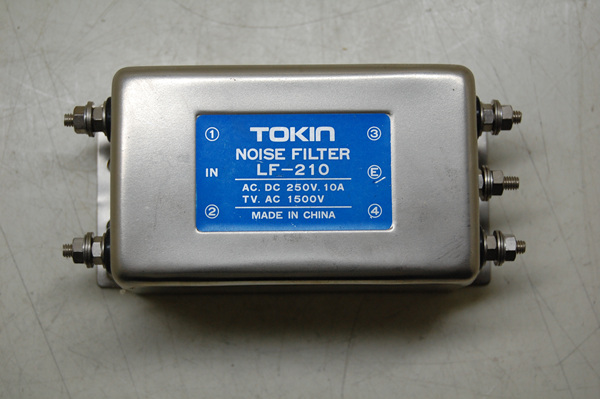 ① TOKIN ③
NOISE FILTER
IN LF-210 Ⓔ
AC. DC 250V. 10A
TV. AC 1500V
② MADE IN CHINA ④